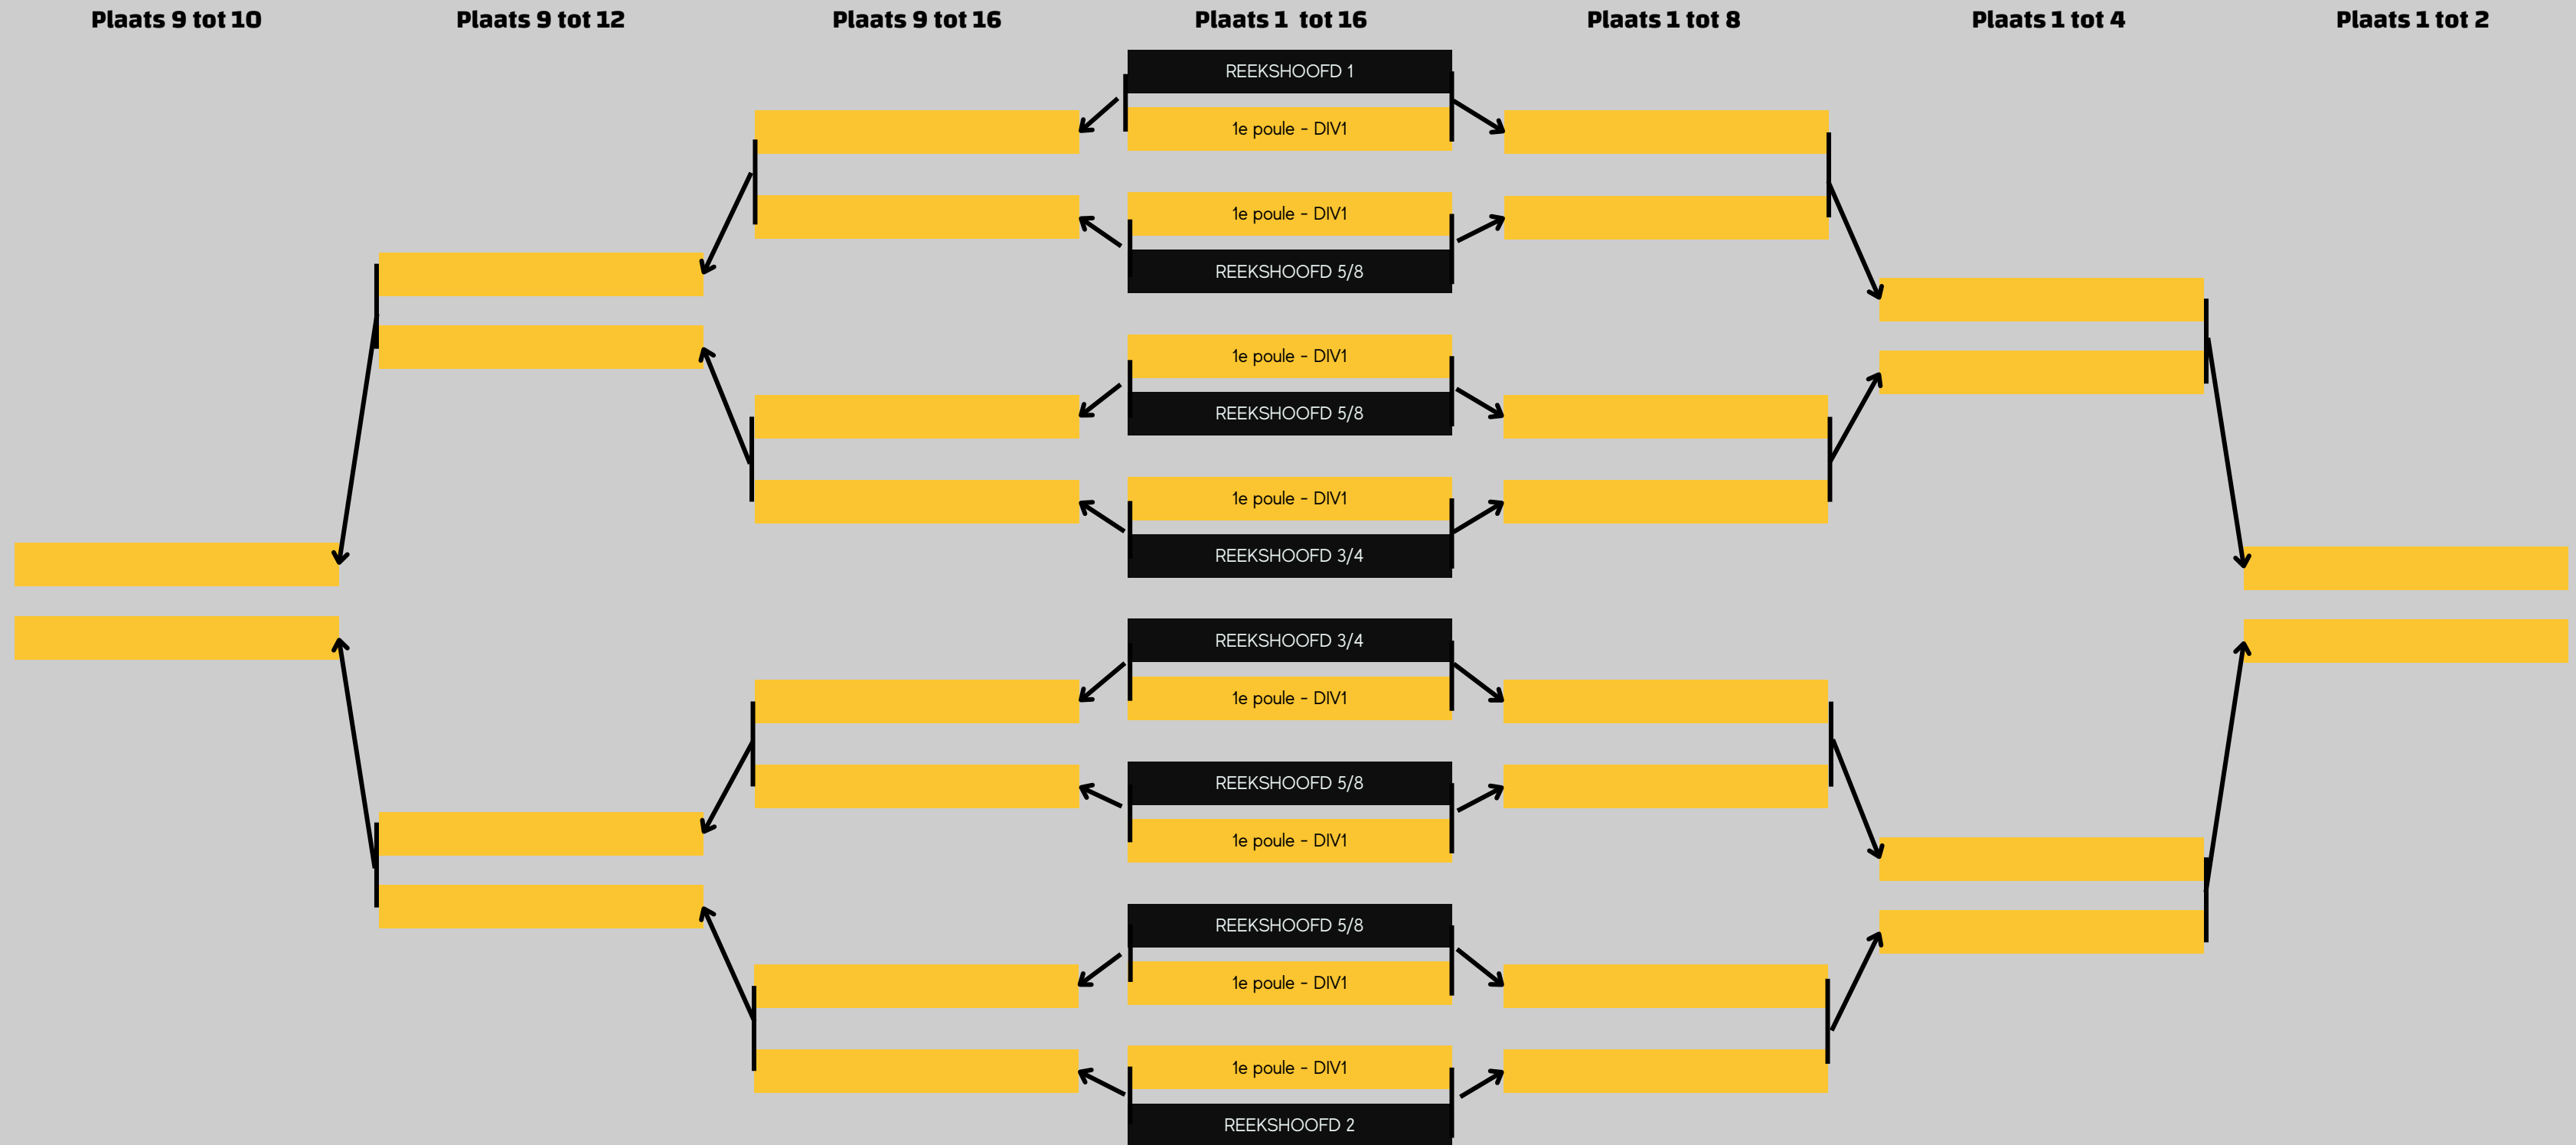 Plaats 9 tot 10
Plaats 9 tot 12
Plaats 9 tot 16
Plaats 1 tot 16
Plaats 1 tot 8
Plaats 1 tot 4
Plaats 1 tot 2
REEKSHOOFD 1
1e poule - DIV1
1e poule - DIV1
REEKSHOOFD 5/8
1e poule - DIV1
REEKSHOOFD 5/8
1e poule - DIV1
REEKSHOOFD 3/4
REEKSHOOFD 3/4
1e poule - DIV1
REEKSHOOFD 5/8
1e poule - DIV1
REEKSHOOFD 5/8
1e poule - DIV1
1e poule - DIV1
REEKSHOOFD 2